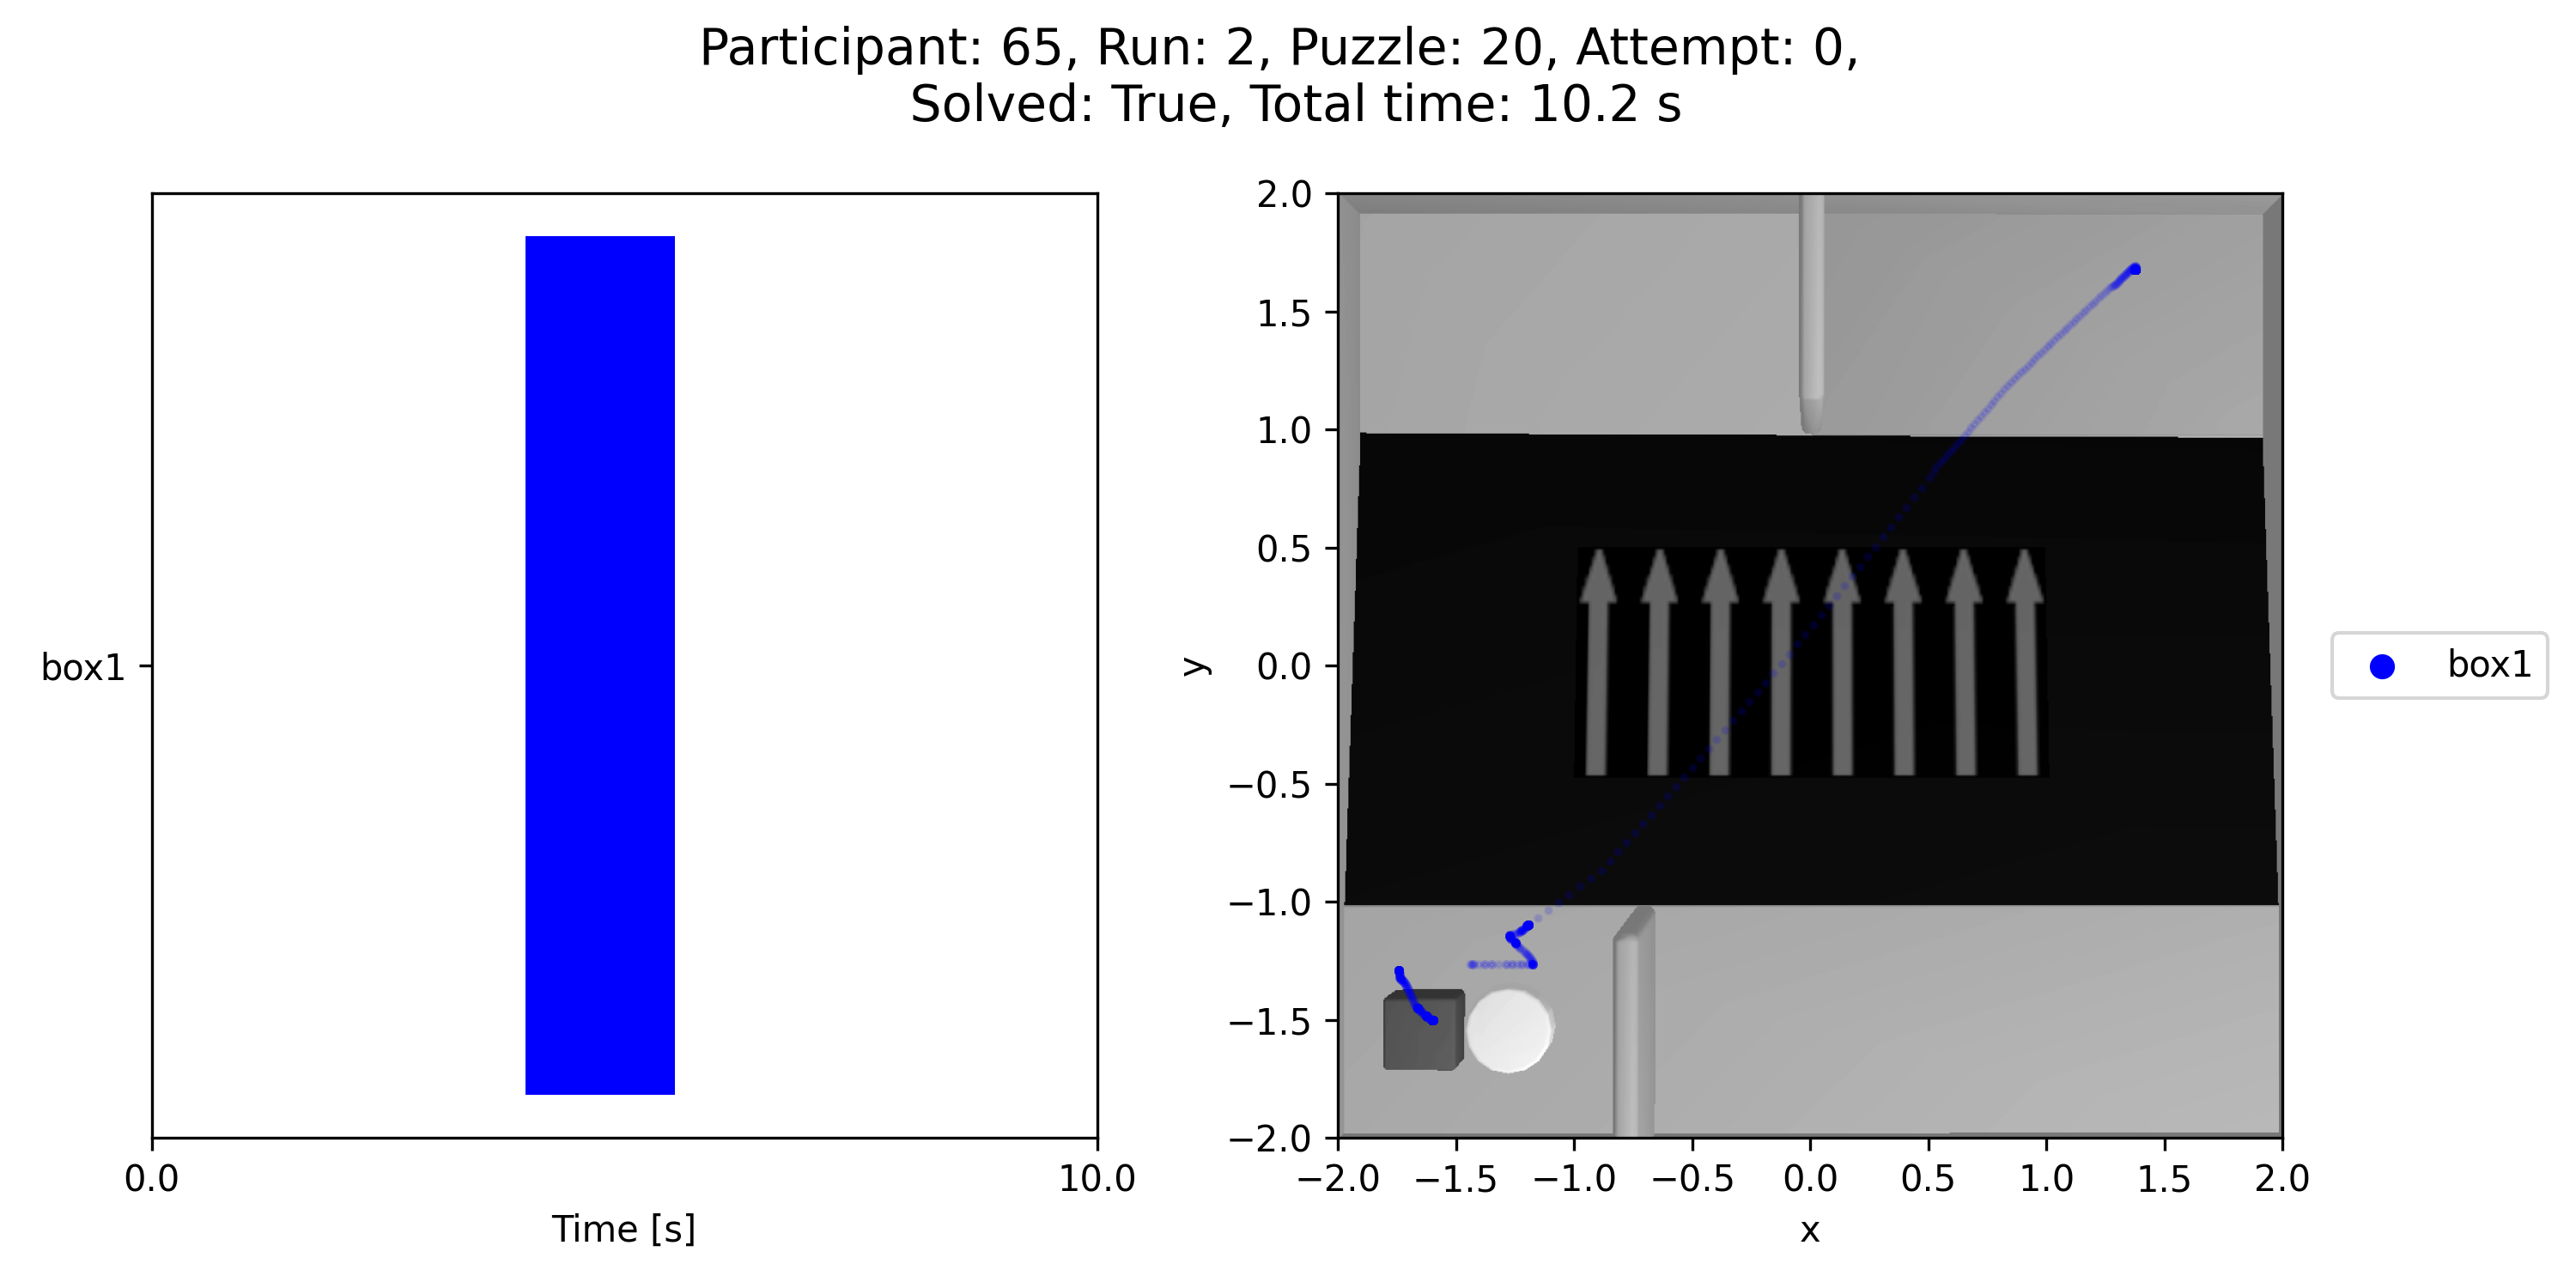 Participant: 65, Run: 2, Puzzle: 20, Attempt: 0,
Solved: True, Total time: 10.2 s
box1
0.0
10.0
Time [s]
2.0
1.5
1.0
0.5
0.0
−0.5
−1.0
−1.5
−2.0
y
−2.0 −1.5 −1.0 −0.5 0.0 0.5 1.0 1.5 2.0
x
box1